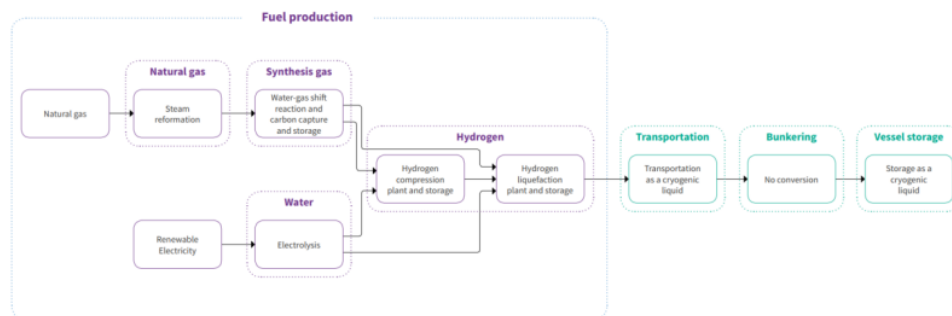 Fuel production
Natural gas
Synthesis gas
Natural gas
Steam
reformation
Water-gas shift
reaction and
carbon capture
and storage
Hydrogen
Transportation
Bunkering
Vessel storage
Hydrogen
compression
plant and storage
Hydrogen
liquefaction
plant and storage
Transportation
as a cryogenic
liquid
No conversion
Storage as a
cryogenic
liquid
Water
Renewable
Electricity
Electrolysis